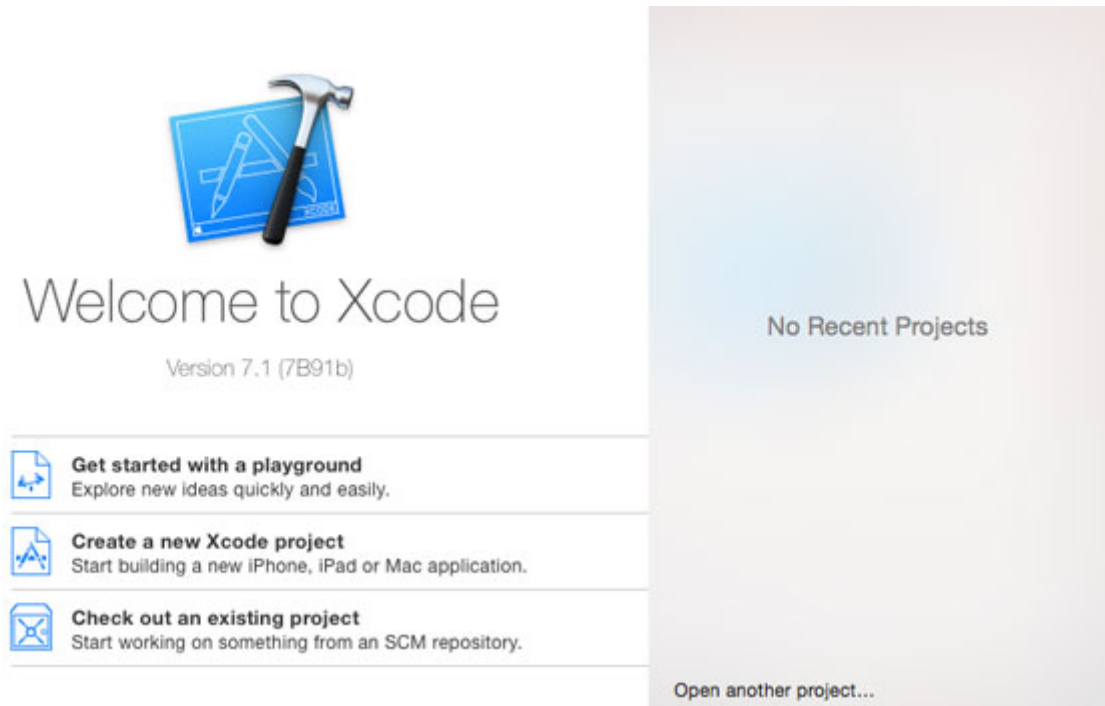 XCODE
Welcome to Xcode
Version 7.1 (7B91b)
Get started with a playground
Explore new ideas quickly and easily.
Create a new Xcode project
Start building a new iPhone, iPad or Mac application.
Check out an existing project
Start working on something from an SCM repository.
No Recent Projects
Open another project...